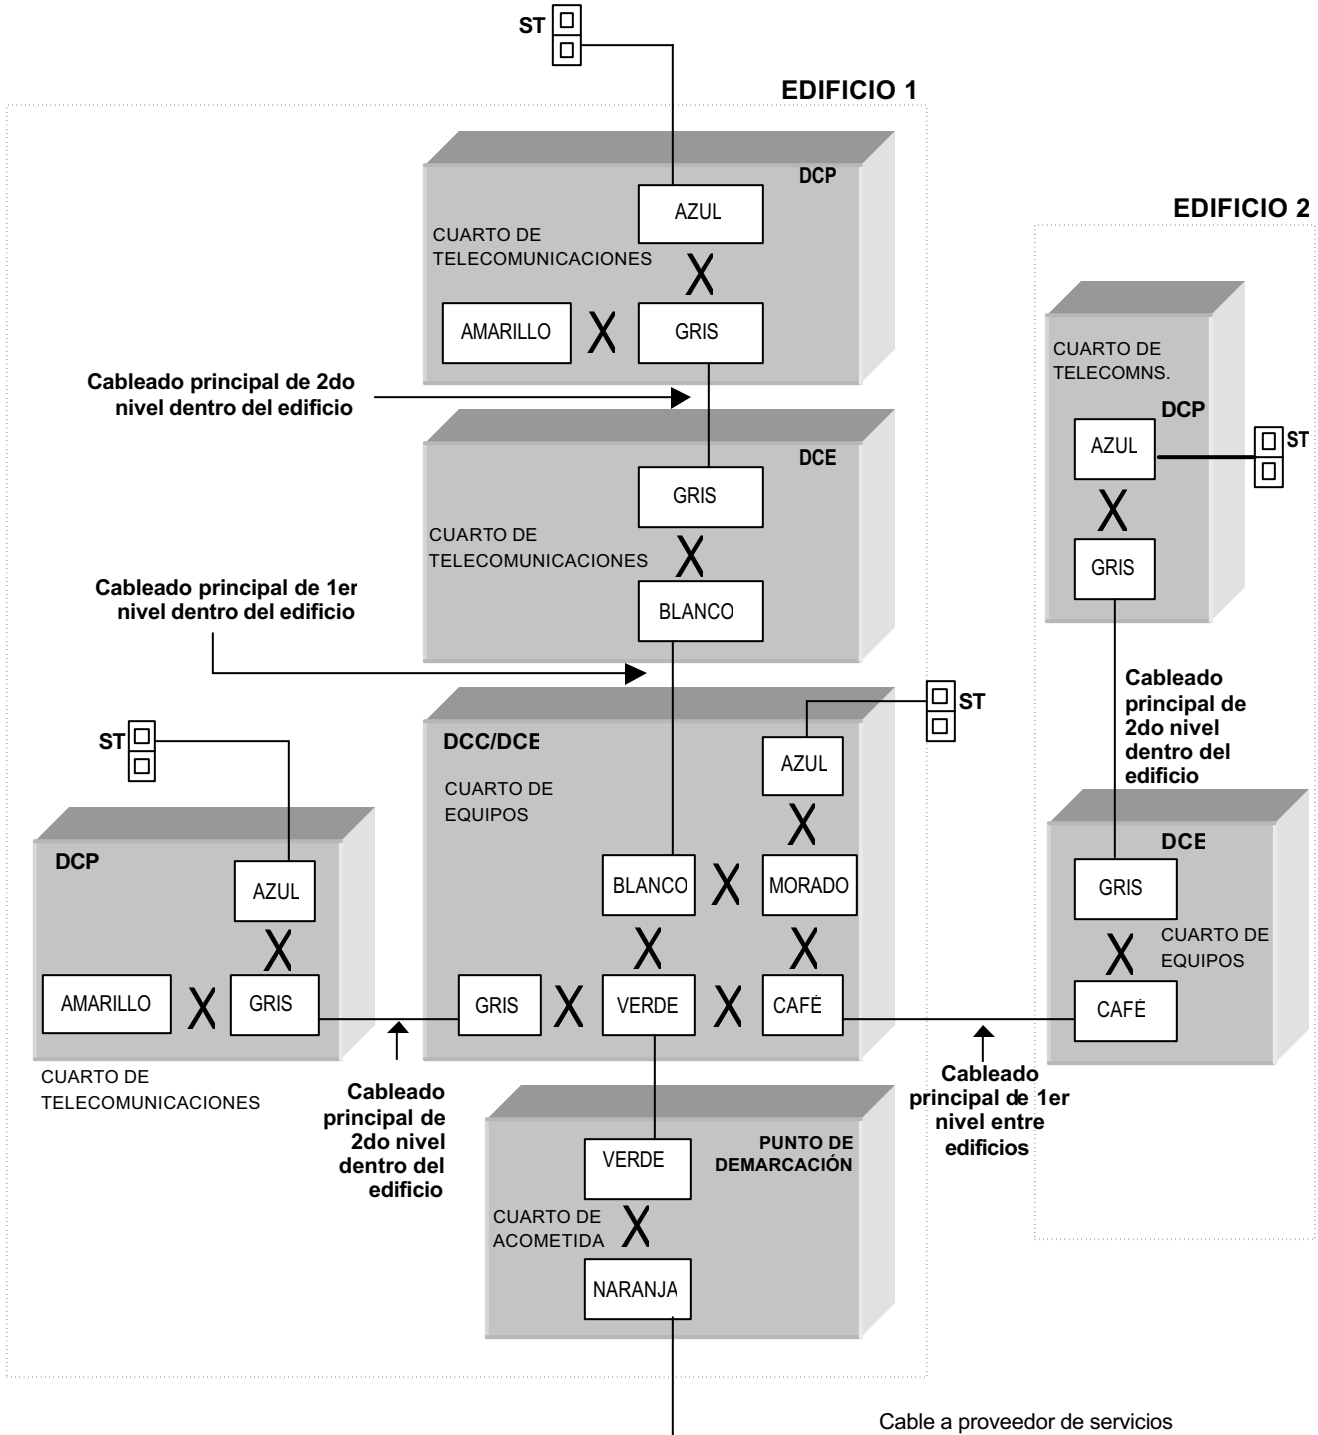 ST
EDIFICIO 1
DCP
AZUL
CUARTO DE
TELECOMUNICACIONES
X
AMARILLO
X
GRIS
Cableado principal de 2do
nivel dentro del edificio
DCE
GRIS
CUARTO DE
TELECOMUNICACIONES
X
BLANCO
Cableado principal de 1er
nivel dentro del edificio
DCC/DCE
CUARTO DE
EQUIPOS
ST
AZUL
X
BLANCO
X
MORADO
X
X
GRIS
X
VERDE
X
CAFÉ
ST
DCP
AZUL
X
AMARILLO
X
GRIS
CUARTO DE
TELECOMUNICACIONES
Cableado
principal de
2do nivel
dentro del
edificio
PUNTO DE
DEMARCACIÓN
VERDE
CUARTO DE
ACOMETIDA
X
NARANJA
Cableado
principal de 1er
nivel entre
edificios
EDIFICIO 2
CUARTO DE
TELECOMNS.
DCP
AZUL
ST
X
GRIS
Cableado
principal de
2do nivel
dentro del
edificio
DCE
GRIS
X
CUARTO DE
EQUIPOS
CAFÉ
Cable a proveedor de servicios